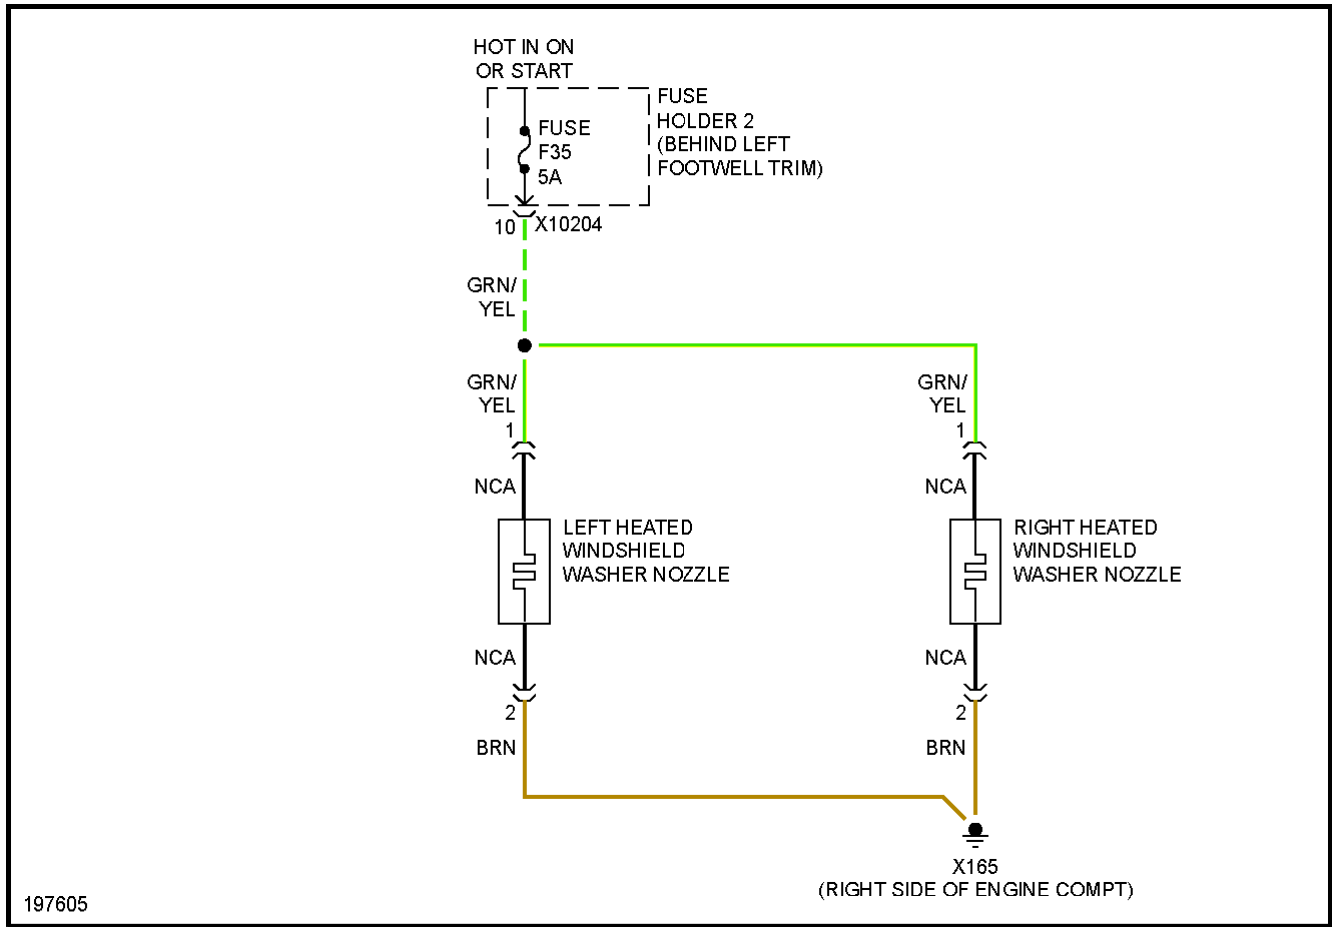 HOT IN ON
OR START
FUSE
HOLDER 2
(BEHIND LEFT
FOOTWELL TRIM)
FUSE
F35
5A
10
X10204
GRN/
YEL
GRN/
YEL
1
GRN/
YEL
1
NCA
NCA
LEFT HEATED
WINDSHIELD
WASHER NOZZLE
RIGHT HEATED
WINDSHIELD
WASHER NOZZLE
NCA
NCA
2
2
BRN
BRN
X165
(RIGHT SIDE OF ENGINE COMPT)
197605